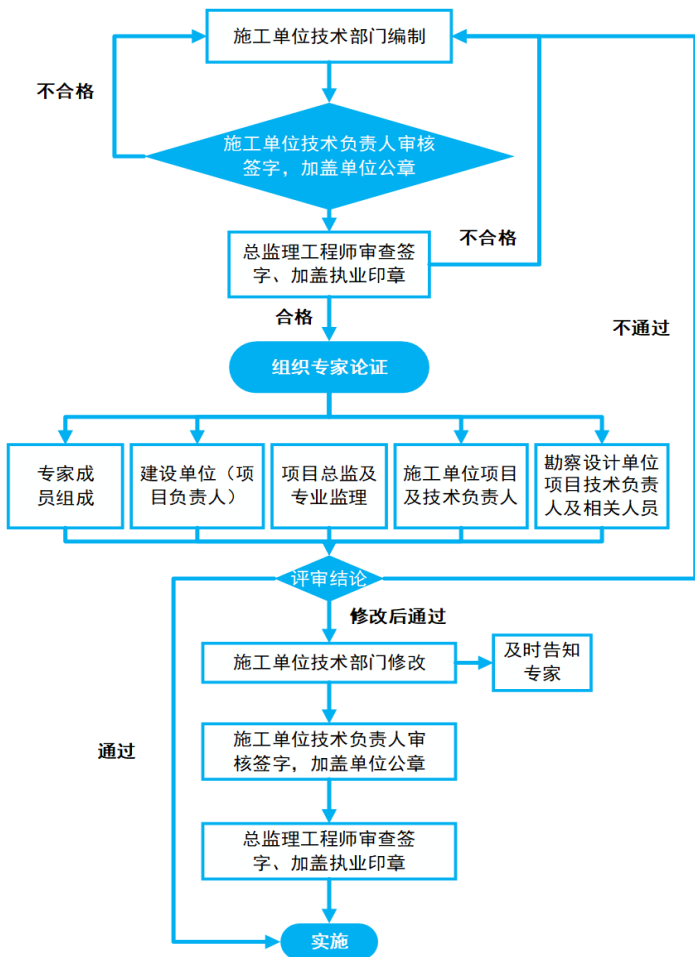 施工单位技术部门编制
不合格
施工单位技术负责人审核
签字，加盖单位公章
总监理工程师审查签
字、加盖执业印章
不合格
合格
不通过
组织专家论证
专家成
员组成
建设单位（项
目负责人）
项目总监及
专业监理
施工单位项目
及技术负责人
勘察设计单位
项目技术负责
人及相关人员
评审结论
修改后通过
施工单位技术部门修改
及时告知
专家
通过
施工单位技术负责人审
核签字，加盖单位公章
总监理工程师审查签
字、加盖执业印章
实施